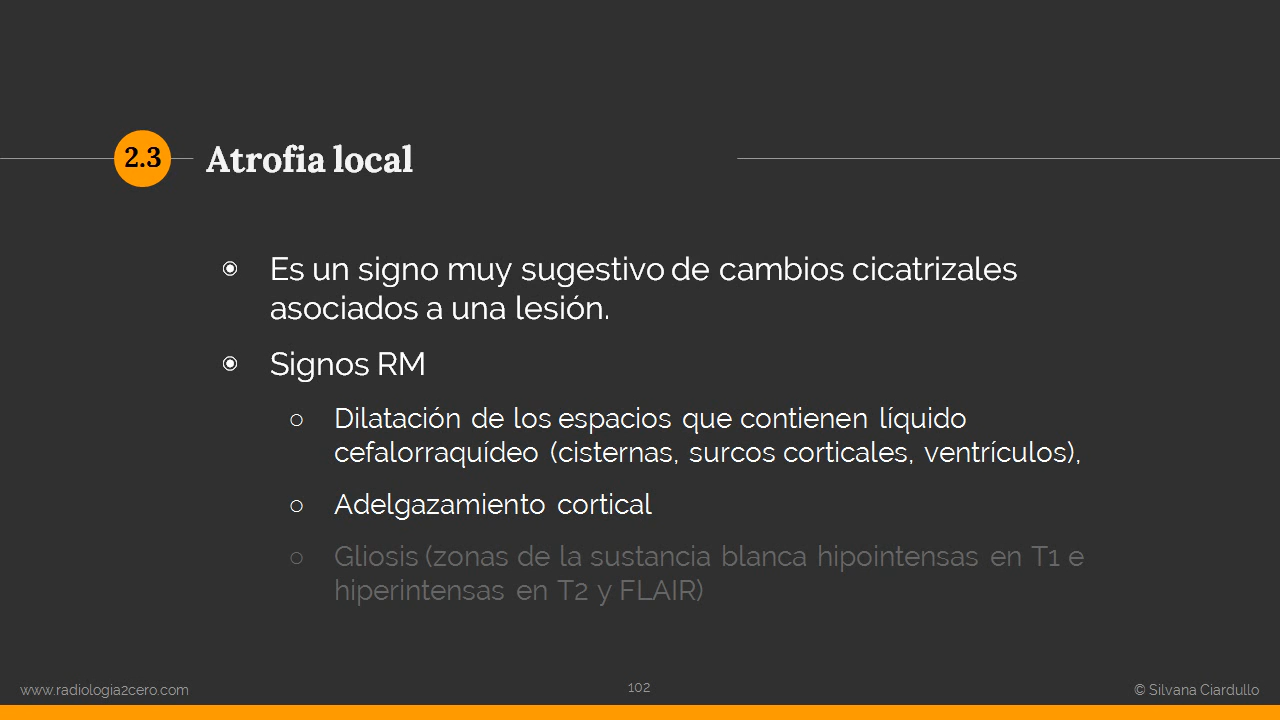 2.3 Atrofia local
◉ Es un signo muy sugestivo de cambios cicatrizales
asociados a una lesión.
◉ Signos RM
○ Dilatación de los espacios que contienen líquido
cefalorraquídeo (cisternas, surcos corticales, ventrículos),
○ Adelgazamiento cortical
○ Gliosis (zonas de la sustancia blanca hipointensas en T1 e
hiperintensas en T2 y FLAIR)
www.radiologia2cero.com 102 © Silvana Ciardullo